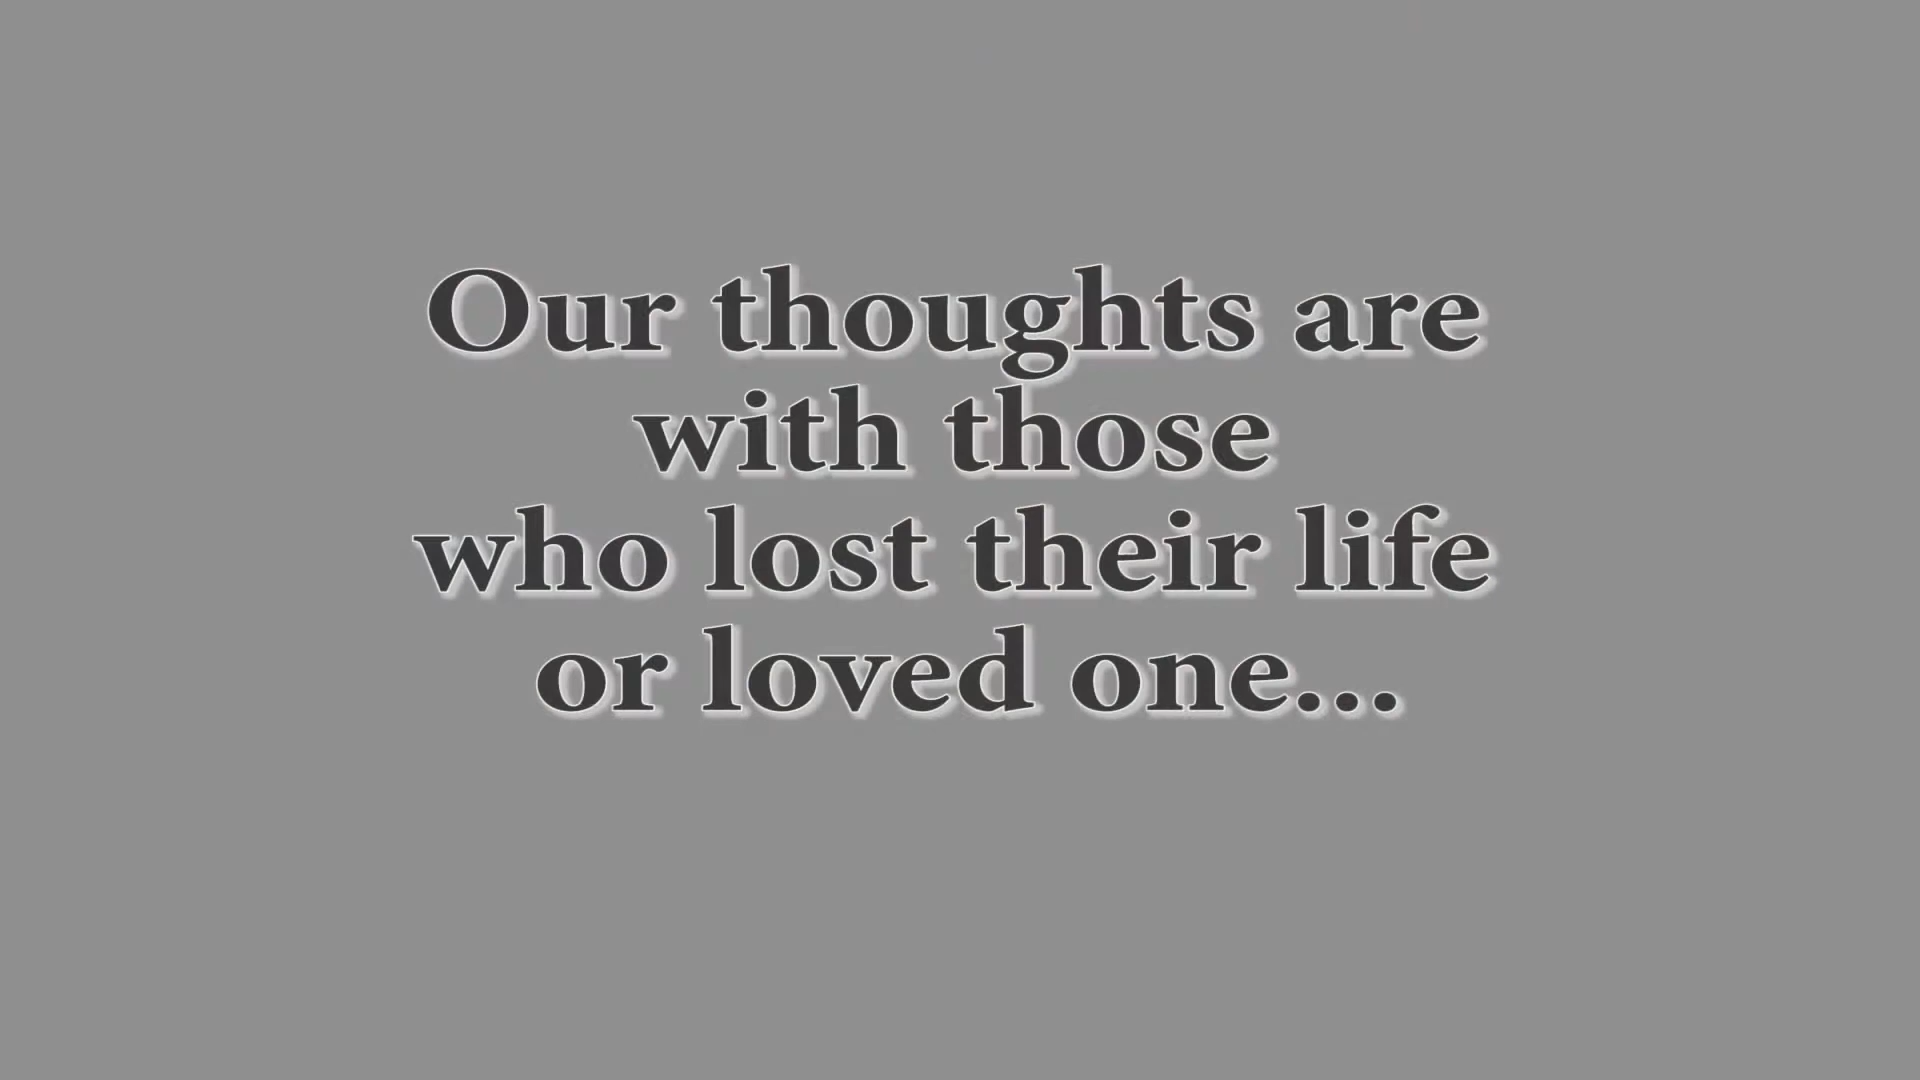 Our thoughts are
with those
who lost their life
or loved one...